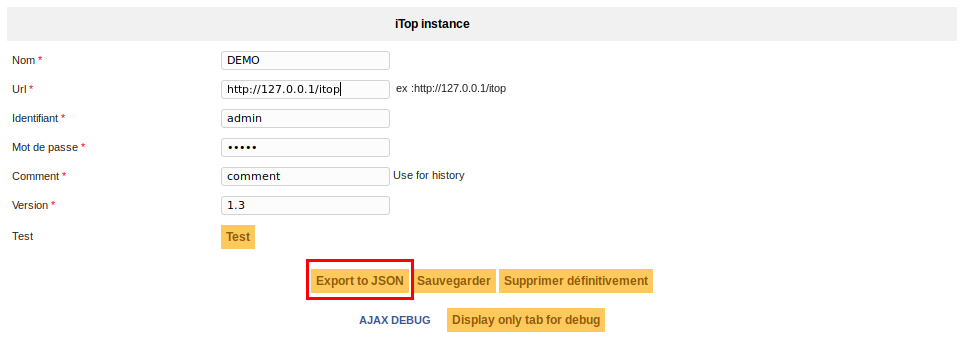 iTop instance
Nom * DEMO
Url * http://127.0.0.1/itop ex :http://127.0.0.1/itop
Identifiant * admin
Mot de passe * •••••
Comment * comment Use for history
Version * 1.3
Test Test
Export to JSON Sauvegarder Supprimer définitivement
AJAX DEBUG Display only tab for debug